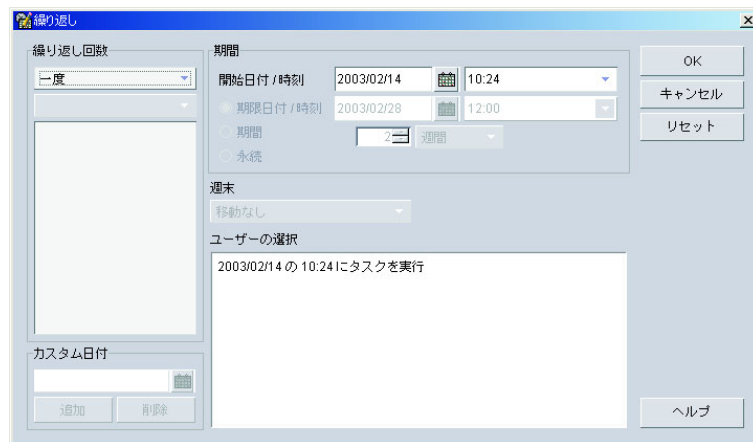 繰り返し
繰り返し回数
一度
期間
開始日付 / 時刻 2003/02/14 10:24
期限日付 / 時刻 2003/02/28 12:00
期間 2 週間
永続
週末
移動なし
ユーザーの選択
2003/02/14 の 10:24 にタスクを実行
カスタム日付
追加 削除
OK
キャンセル
リセット
ヘルプ